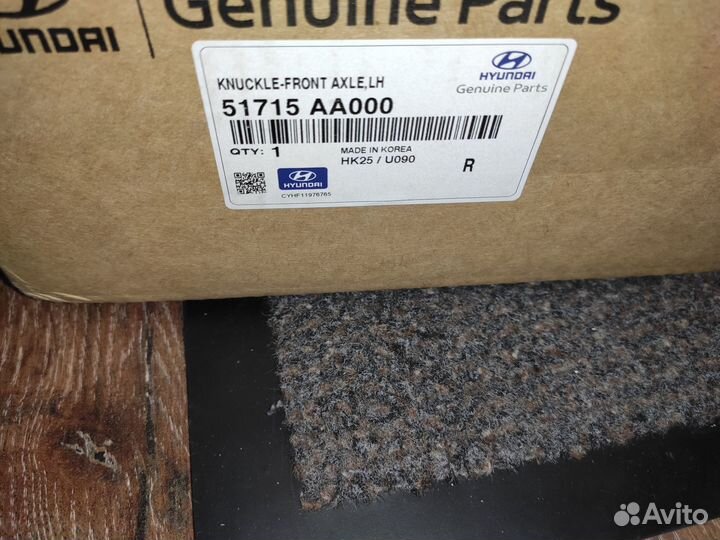 HYUNDAI
Genuine Parts
KNUCKLE-FRONT AXLE,LH
51715 AA000
HYUNDAI
Genuine Parts
QTY: 1
MADE IN KOREA
HK25 / U090
R
HYUNDAI
CYHF11976765
Avito